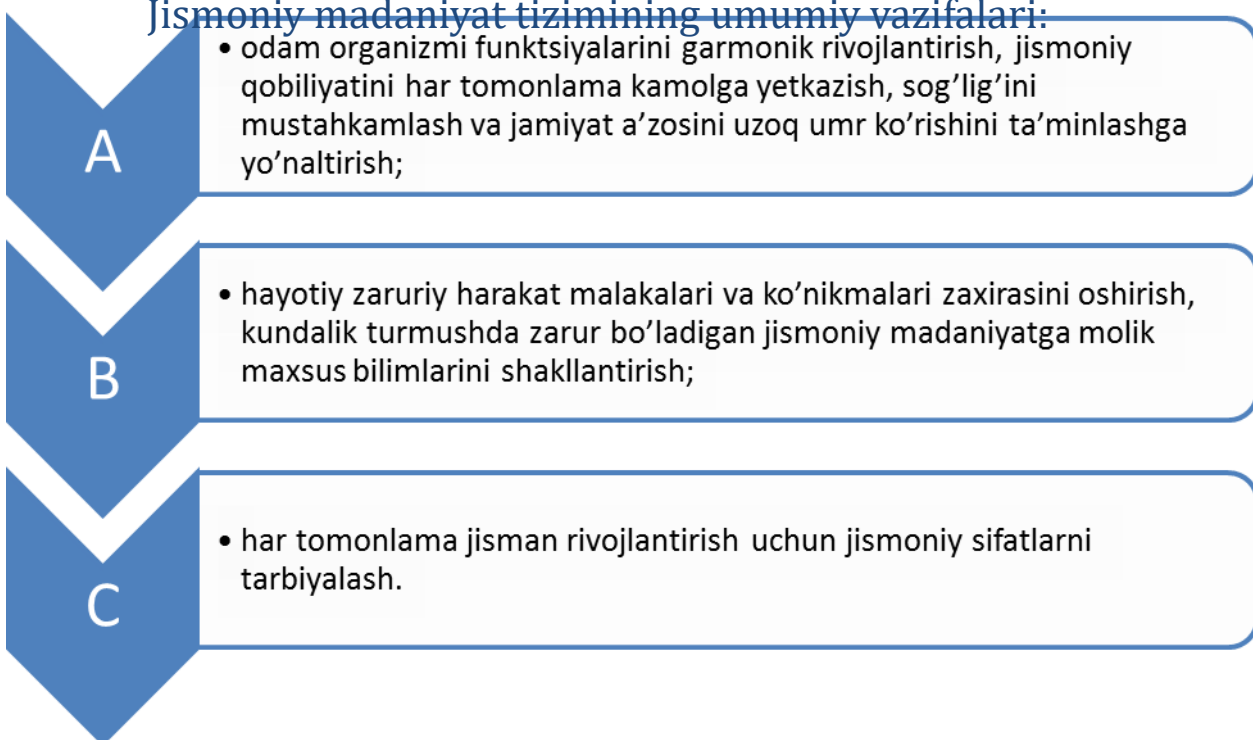 Jismoniy madaniyat tizimining umumiy vazifalari:
A
• odam organizmi funktsiyalarini garmonik rivojlantirish, jismoniy
qobiliyatini har tomonlama kamolga yetkazish, sog’lig’ini
mustahkamlash va jamiyat a’zosini uzoq umr ko’rishini ta’minlashga
yo’naltirish;
B
• hayotiy zaruriy harakat malakalari va ko’nikmalari zaxirasini oshirish,
kundalik turmushda zarur bo’ladigan jismoniy madaniyatga molik
maxsus bilimlarini shakllantirish;
C
• har tomonlama jisman rivojlantirish uchun jismoniy sifatlarni
tarbiyalash.